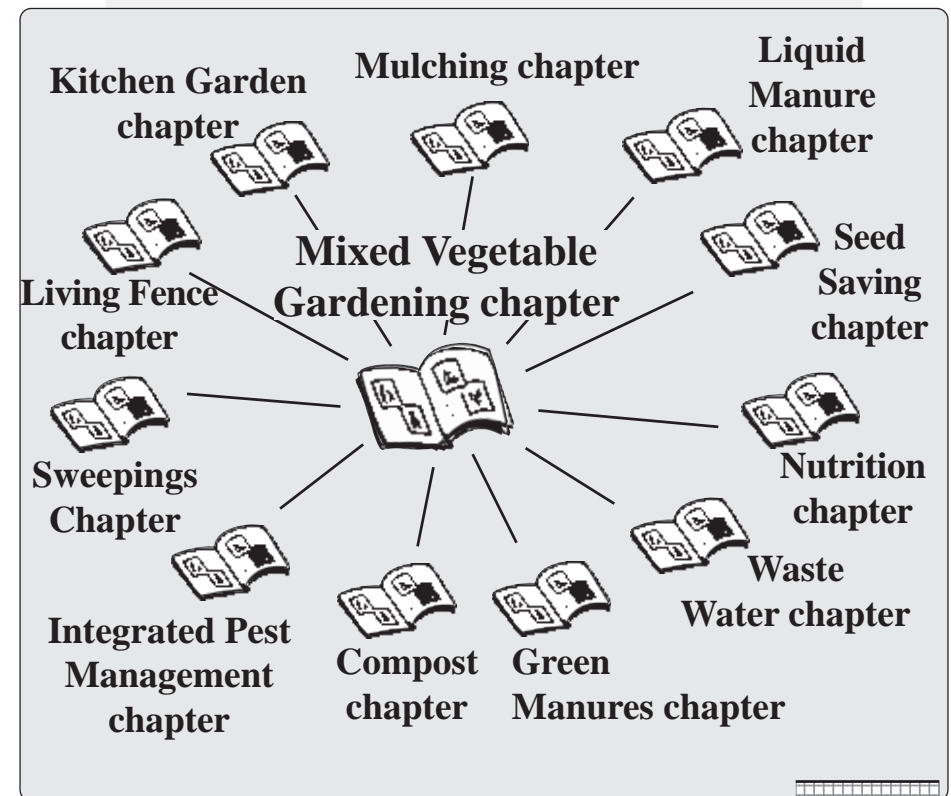 Kitchen Garden
chapter
Mulching chapter
Liquid
Manure
chapter
Living Fence
chapter
Mixed Vegetable
Gardening chapter
Seed
Saving
chapter
Sweepings
Chapter
Nutrition
chapter
Integrated Pest
Management
chapter
Compost
chapter
Green
Manures chapter
Waste
Water chapter